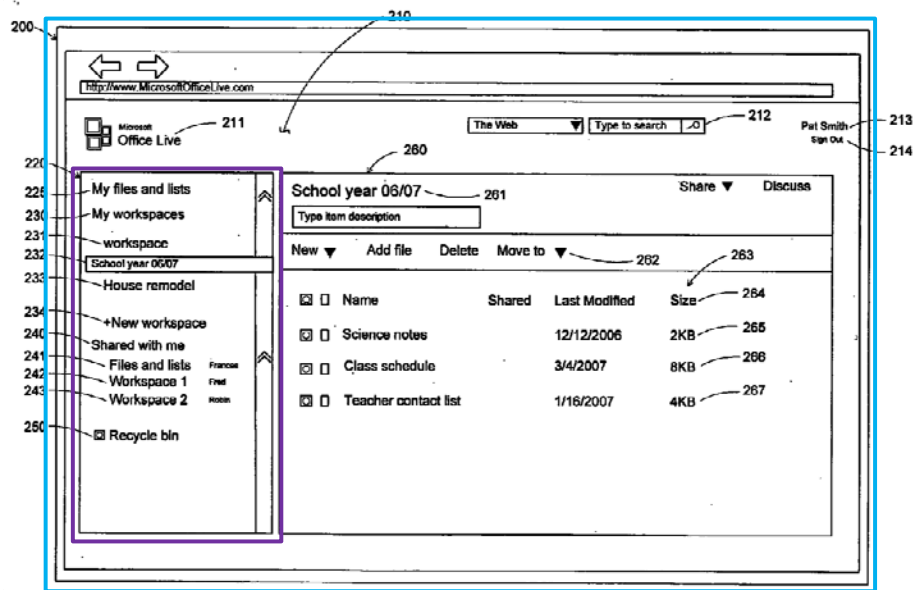 210
200
http://www.MicrosoftOfficeLive.com
Microsoft
Office Live
211
The Web
Type to search
212
Pat Smith
213
Sign Out
214
220
260
225
My files and lists
School year 06/07
261
Share
Discuss
230
My workspaces
Type item description
231
workspace
New
Add file
Delete
Move to
262
263
232
School year 06/07
233
House remodel
Name
Shared
Last Modified
Size
264
234
+New workspace
Science notes
12/12/2006
2KB
265
240
Shared with me
241
Files and lists
Frances
Class schedule
3/4/2007
8KB
266
242
Workspace 1
Fred
243
Workspace 2
Robin
Teacher contact list
1/16/2007
4KB
267
250
Recycle bin